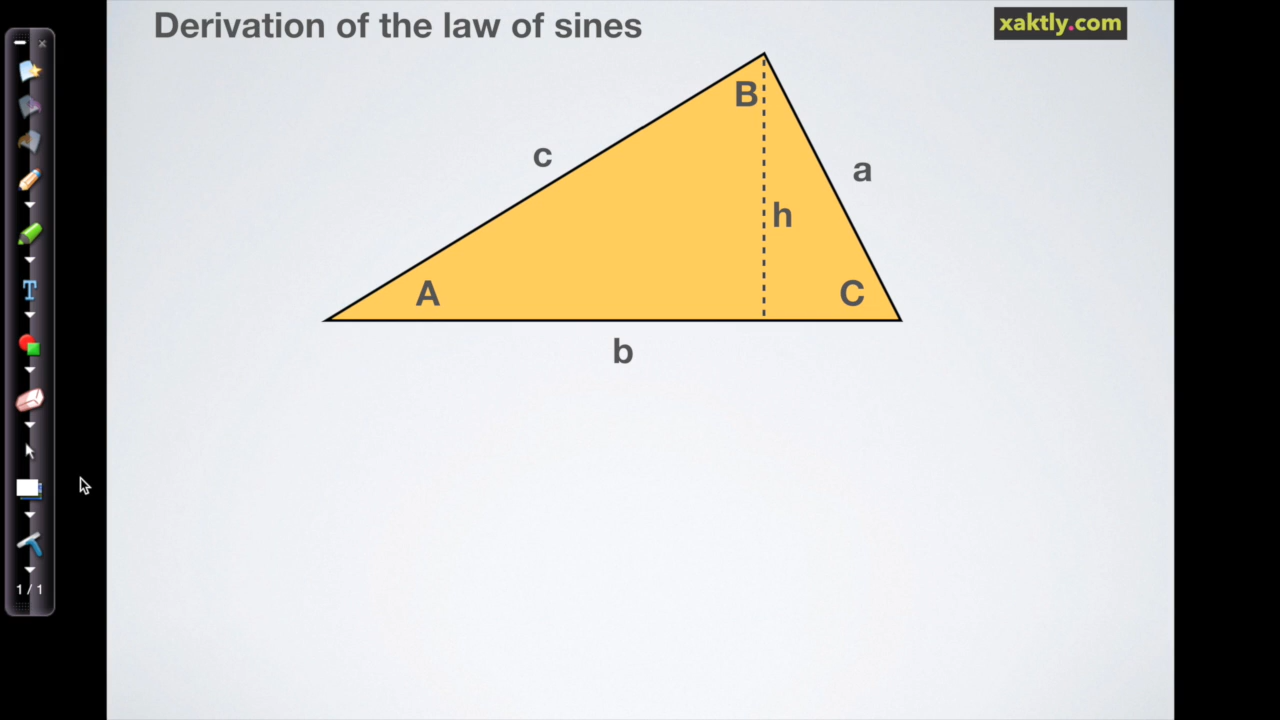 Derivation of the law of sines
xaktly.com
B
c
a
h
A
C
b
T
1 / 1